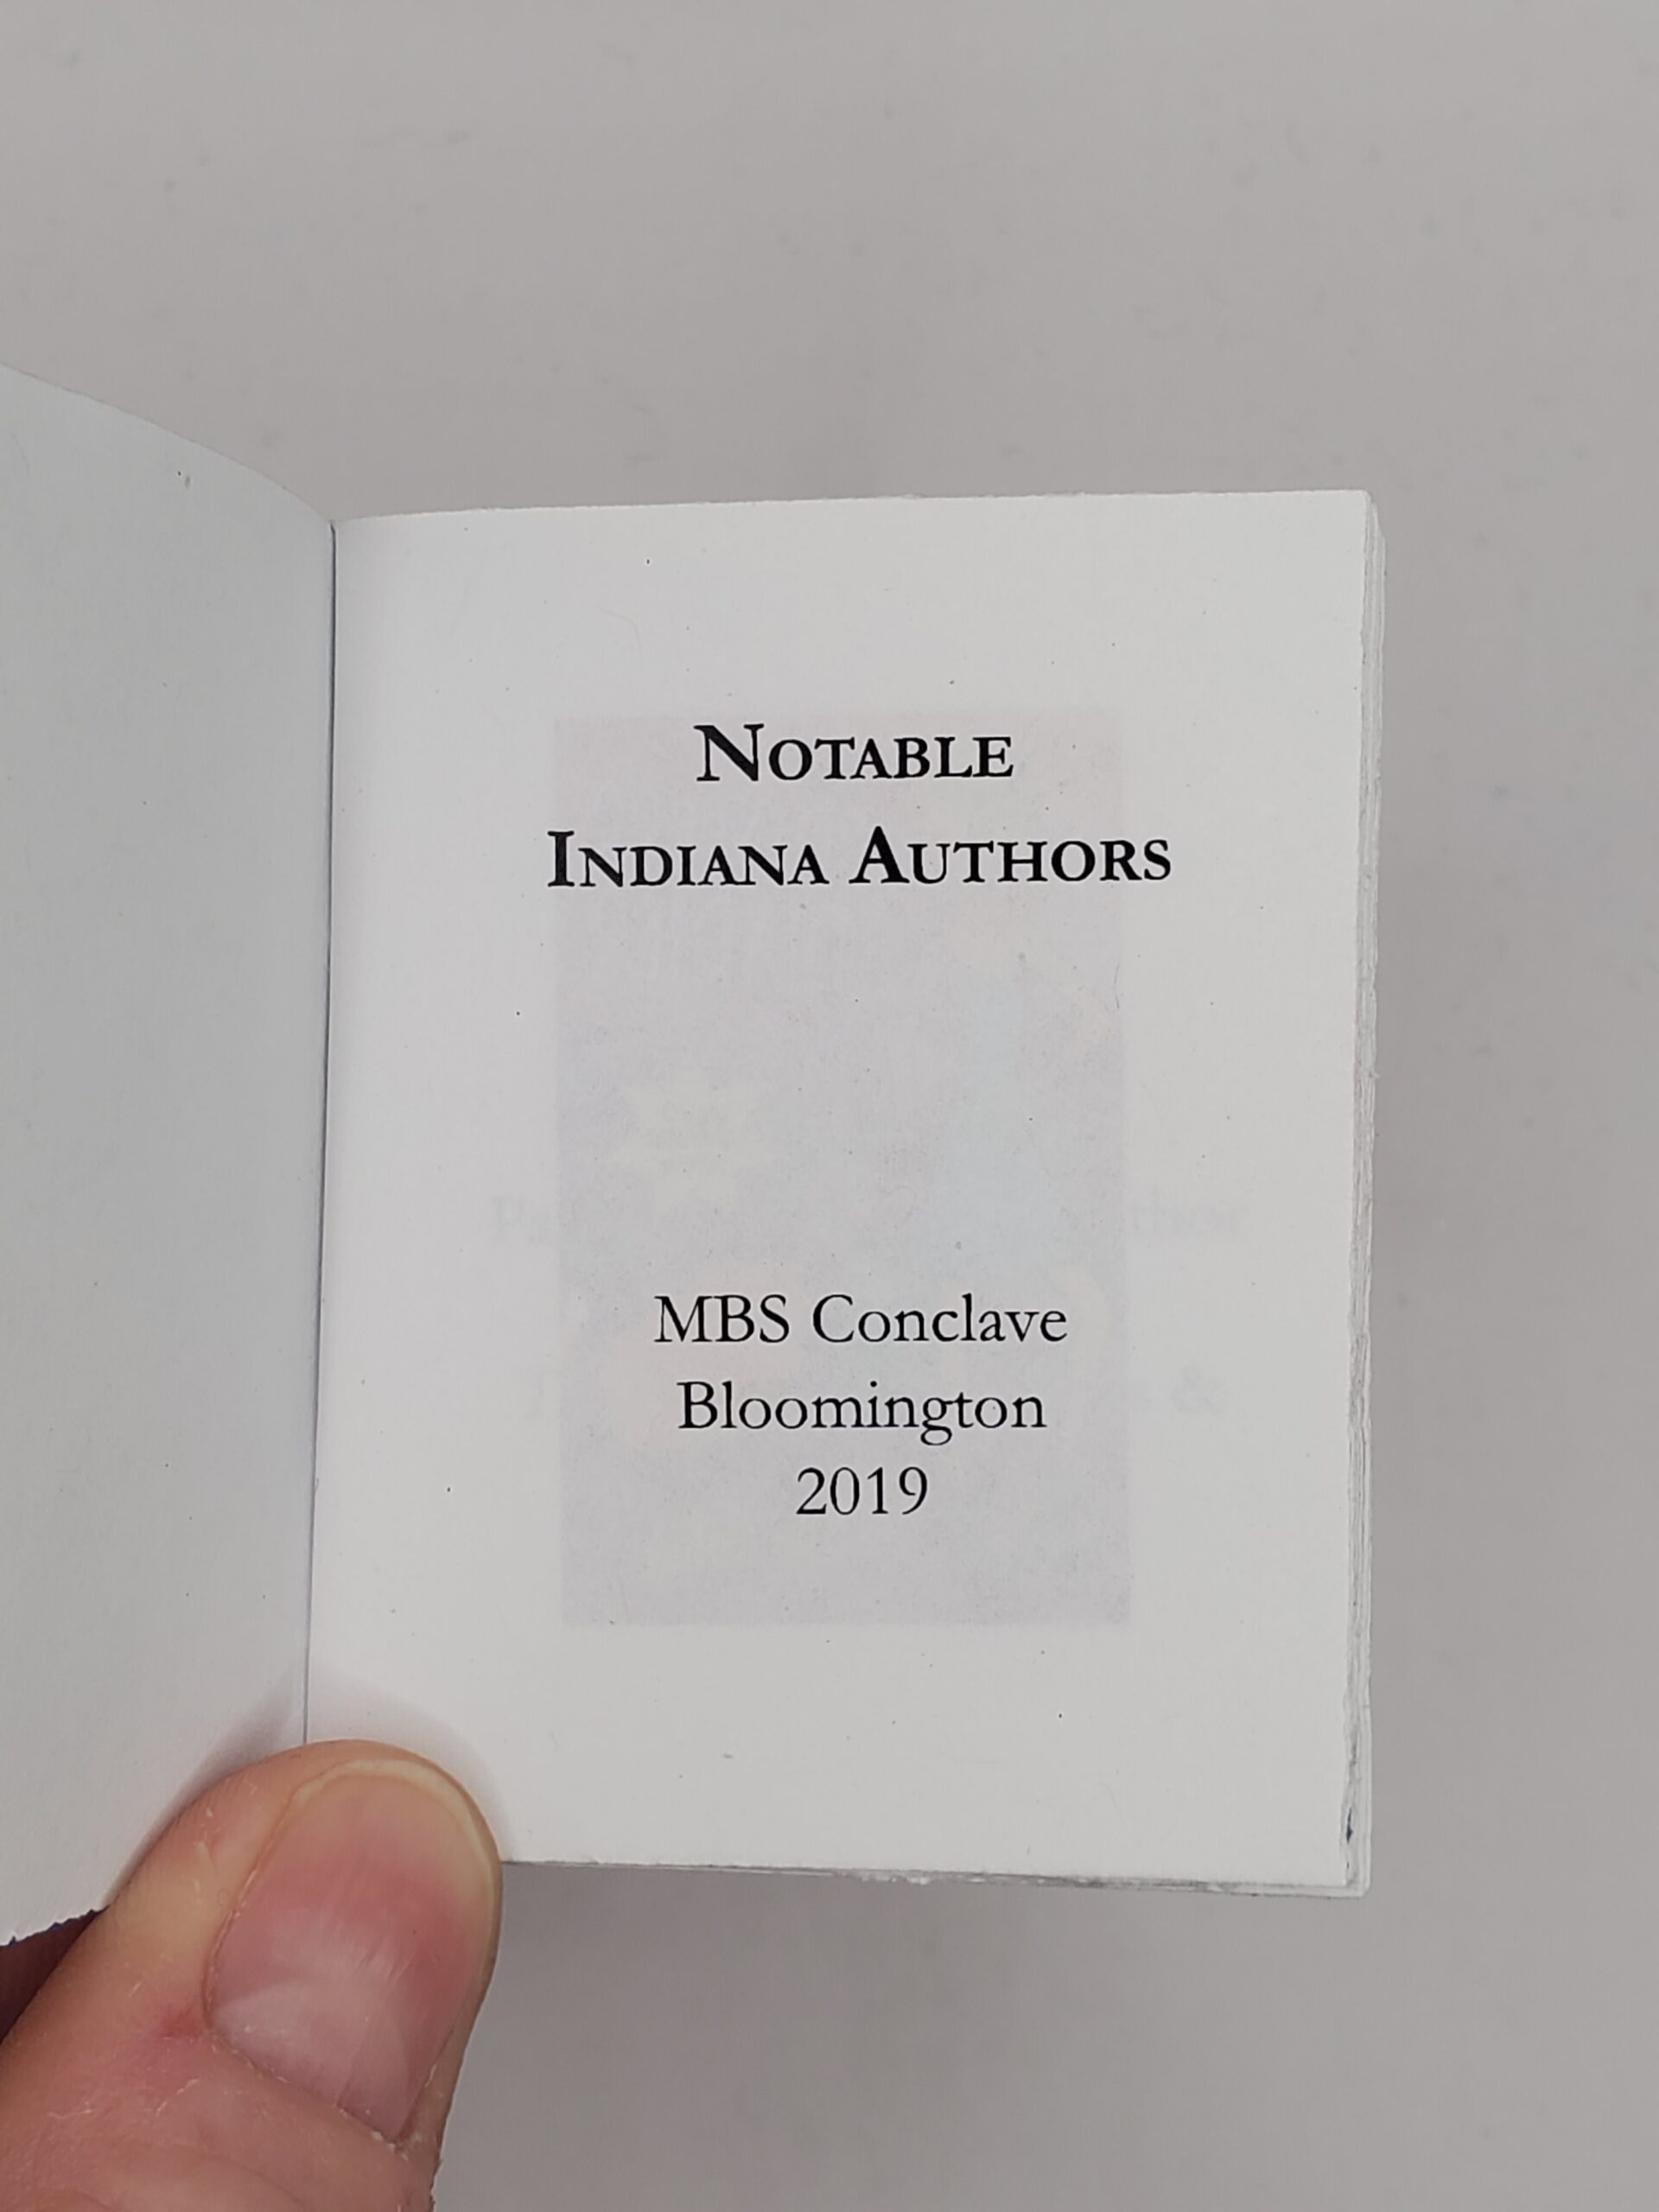 NOTABLE
INDIANA AUTHORS
MBS Conclave
Bloomington
2019